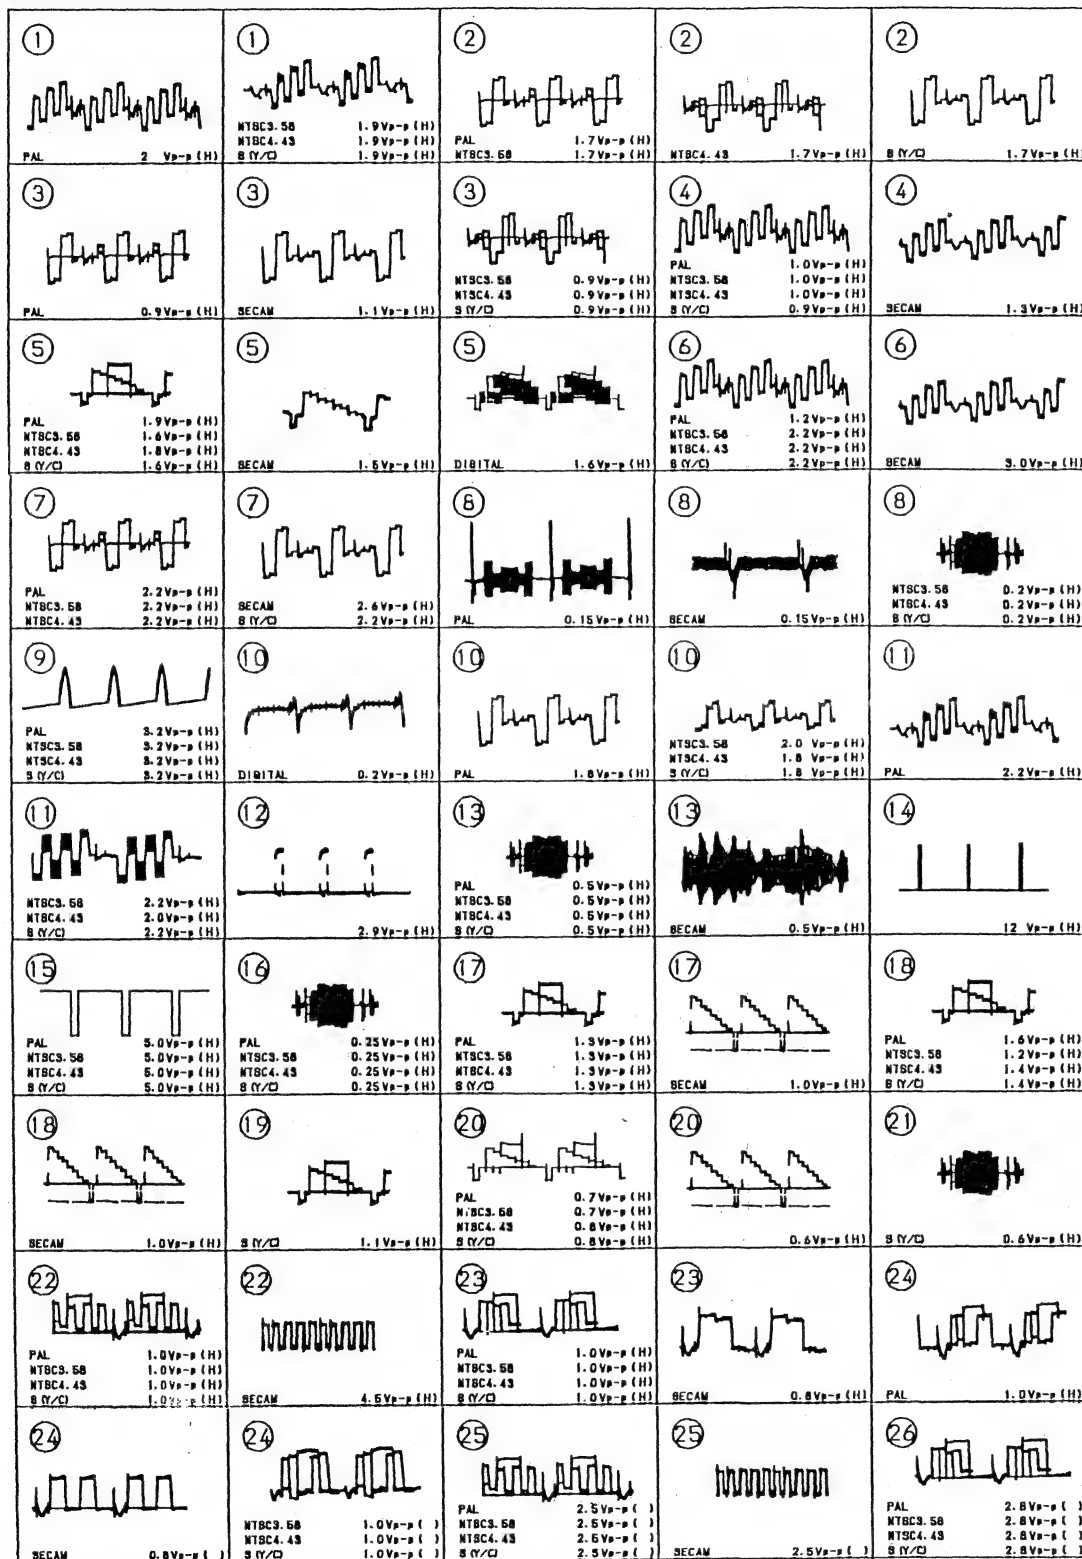 1
PAL 2 Vp-p (H)
1
NTSC3.58 1.9Vp-p (H)
NTSC4.43 1.9Vp-p (H)
S (Y/C) 1.9Vp-p (H)
2
PAL 1.7Vp-p (H)
NTSC3.58 1.7Vp-p (H)
2
NTSC4.43 1.7Vp-p (H)
2
S (Y/C) 1.7Vp-p (H)
3
PAL 0.9Vp-p (H)
3
SECAM 1.1Vp-p (H)
3
NTSC3.58 0.9Vp-p (H)
NTSC4.43 0.9Vp-p (H)
S (Y/C) 0.9Vp-p (H)
4
PAL 1.0Vp-p (H)
NTSC3.58 1.0Vp-p (H)
NTSC4.43 1.0Vp-p (H)
S (Y/C) 0.9Vp-p (H)
4
SECAM 1.3Vp-p (H)
5
PAL 1.9Vp-p (H)
NTSC3.58 1.6Vp-p (H)
NTSC4.43 1.8Vp-p (H)
S (Y/C) 1.6Vp-p (H)
5
SECAM 1.5Vp-p (H)
5
DIGITAL 1.6Vp-p (H)
6
PAL 1.2Vp-p (H)
NTSC3.58 2.2Vp-p (H)
NTSC4.43 2.2Vp-p (H)
S (Y/C) 2.2Vp-p (H)
6
SECAM 3.0Vp-p (H)
7
PAL 2.2Vp-p (H)
NTSC3.58 2.2Vp-p (H)
NTSC4.43 2.2Vp-p (H)
7
SECAM 2.6Vp-p (H)
S (Y/C) 2.2Vp-p (H)
8
PAL 0.15Vp-p (H)
8
SECAM 0.15Vp-p (H)
8
NTSC3.58 0.2Vp-p (H)
NTSC4.43 0.2Vp-p (H)
S (Y/C) 0.2Vp-p (H)
9
PAL 3.2Vp-p (H)
NTSC3.58 3.2Vp-p (H)
NTSC4.43 3.2Vp-p (H)
S (Y/C) 3.2Vp-p (H)
10
DIGITAL 0.2Vp-p (H)
10
PAL 1.8Vp-p (H)
10
NTSC3.58 2.0 Vp-p (H)
NTSC4.43 1.8 Vp-p (H)
S (Y/C) 1.8 Vp-p (H)
11
PAL 2.2Vp-p (H)
11
NTSC3.58 2.2Vp-p (H)
NTSC4.43 2.0Vp-p (H)
S (Y/C) 2.2Vp-p (H)
12
2.9Vp-p (H)
13
PAL 0.5Vp-p (H)
NTSC3.58 0.5Vp-p (H)
NTSC4.43 0.5Vp-p (H)
S (Y/C) 0.5Vp-p (H)
13
SECAM 0.5Vp-p (H)
14
12 Vp-p (H)
15
PAL 5.0Vp-p (H)
NTSC3.58 5.0Vp-p (H)
NTSC4.43 5.0Vp-p (H)
S (Y/C) 5.0Vp-p (H)
16
PAL 0.25Vp-p (H)
NTSC3.58 0.25Vp-p (H)
NTSC4.43 0.25Vp-p (H)
S (Y/C) 0.25Vp-p (H)
17
PAL 1.3Vp-p (H)
NTSC3.58 1.3Vp-p (H)
NTSC4.43 1.3Vp-p (H)
S (Y/C) 1.3Vp-p (H)
17
SECAM 1.0Vp-p (H)
18
PAL 1.6Vp-p (H)
NTSC3.58 1.2Vp-p (H)
NTSC4.43 1.4Vp-p (H)
S (Y/C) 1.4Vp-p (H)
18
SECAM 1.0Vp-p (H)
19
S (Y/C) 1.1Vp-p (H)
20
PAL 0.7Vp-p (H)
NTSC3.58 0.7Vp-p (H)
NTSC4.43 0.8Vp-p (H)
S (Y/C) 0.8Vp-p (H)
20
0.6Vp-p (H)
21
S (Y/C) 0.6Vp-p (H)
22
PAL 1.0Vp-p (H)
NTSC3.58 1.0Vp-p (H)
NTSC4.43 1.0Vp-p (H)
S (Y/C) 1.0Vp-p (H)
22
SECAM 4.5Vp-p (H)
23
PAL 1.0Vp-p (H)
NTSC3.58 1.0Vp-p (H)
NTSC4.43 1.0Vp-p (H)
S (Y/C) 1.0Vp-p (H)
23
SECAM 0.8Vp-p (H)
24
PAL 1.0Vp-p (H)
24
SECAM 0.8Vp-p ( )
24
NTSC3.58 1.0Vp-p ( )
NTSC4.43 1.0Vp-p ( )
S (Y/C) 1.0Vp-p ( )
25
PAL 2.5Vp-p ( )
NTSC3.58 2.5Vp-p ( )
NTSC4.43 2.6Vp-p ( )
S (Y/C) 2.5Vp-p ( )
25
SECAM 2.5Vp-p ( )
26
PAL 2.8Vp-p ( )
NTSC3.58 2.8Vp-p ( )
NTSC4.43 2.8Vp-p ( )
S (Y/C) 2.8Vp-p ( )